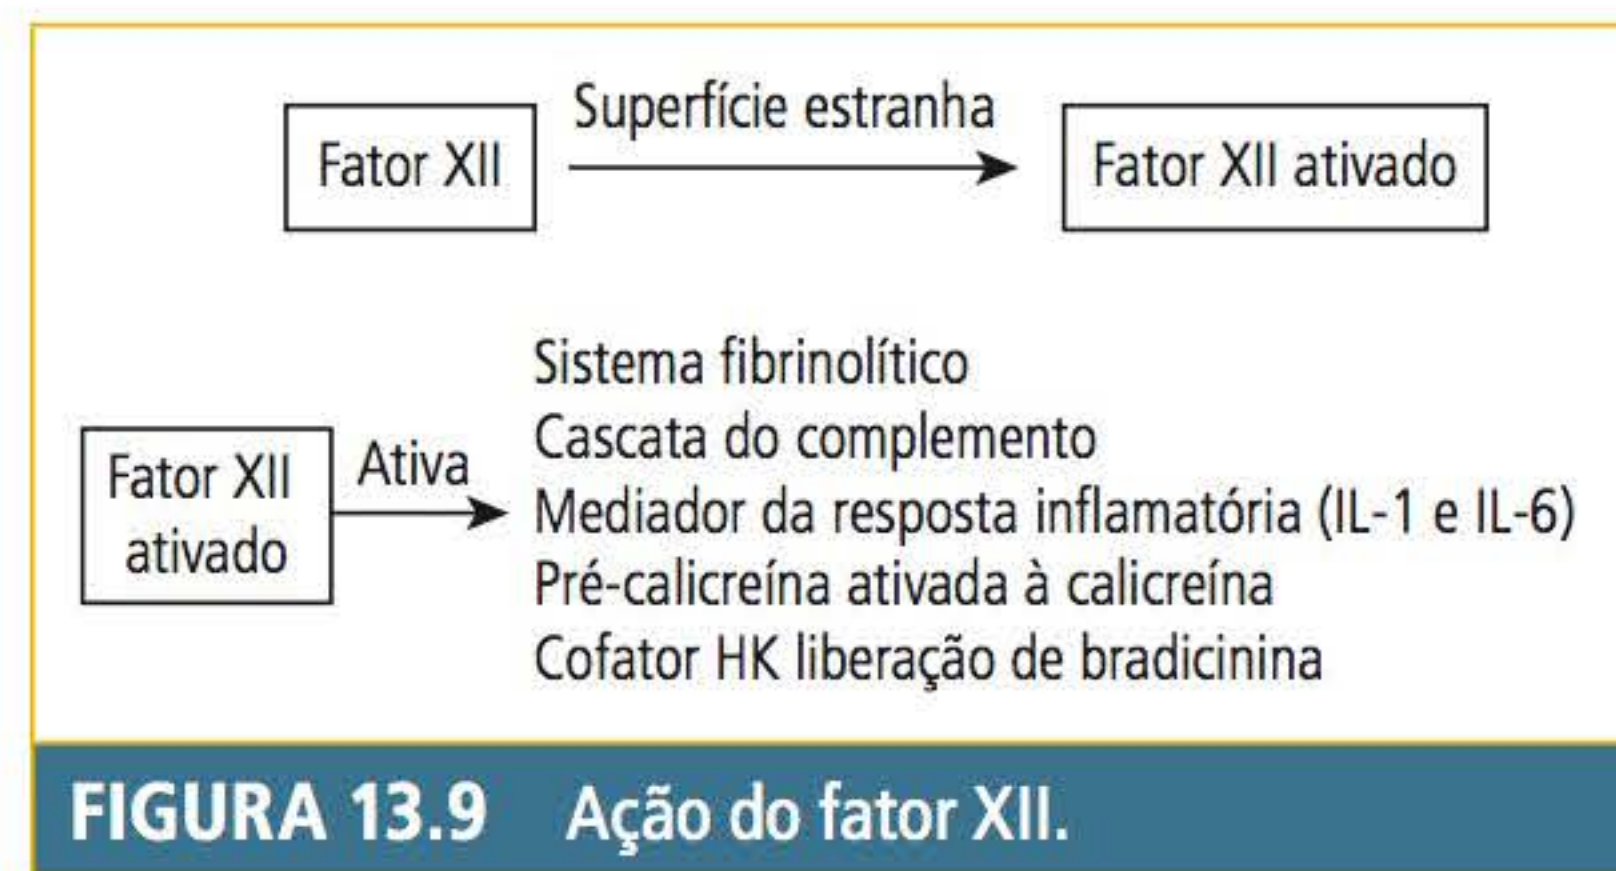 Fator XII
Superfície estranha
Fator XII ativado
Fator XII
ativado
Ativa
Sistema fibrinolítico
Cascata do complemento
Mediador da resposta inflamatória (IL-1 e IL-6)
Pré-calicreína ativada à calicreína
Cofator HK liberação de bradicinina
FIGURA 13.9 Ação do fator XII.